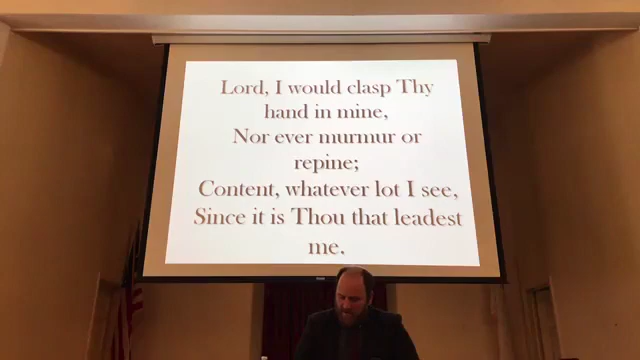 Lord, I would clasp Thy
hand in mine,
Nor ever murmur or
repine;
Content, whatever lot I see,
Since it is Thou that leadest
me.